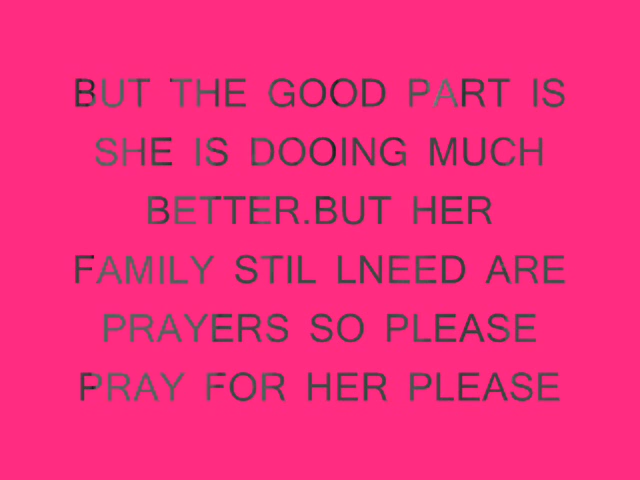 BUT THE GOOD PART IS
SHE IS DOOING MUCH
BETTER.BUT HER
FAMILY STIL LNEED ARE
PRAYERS SO PLEASE
PRAY FOR HER PLEASE